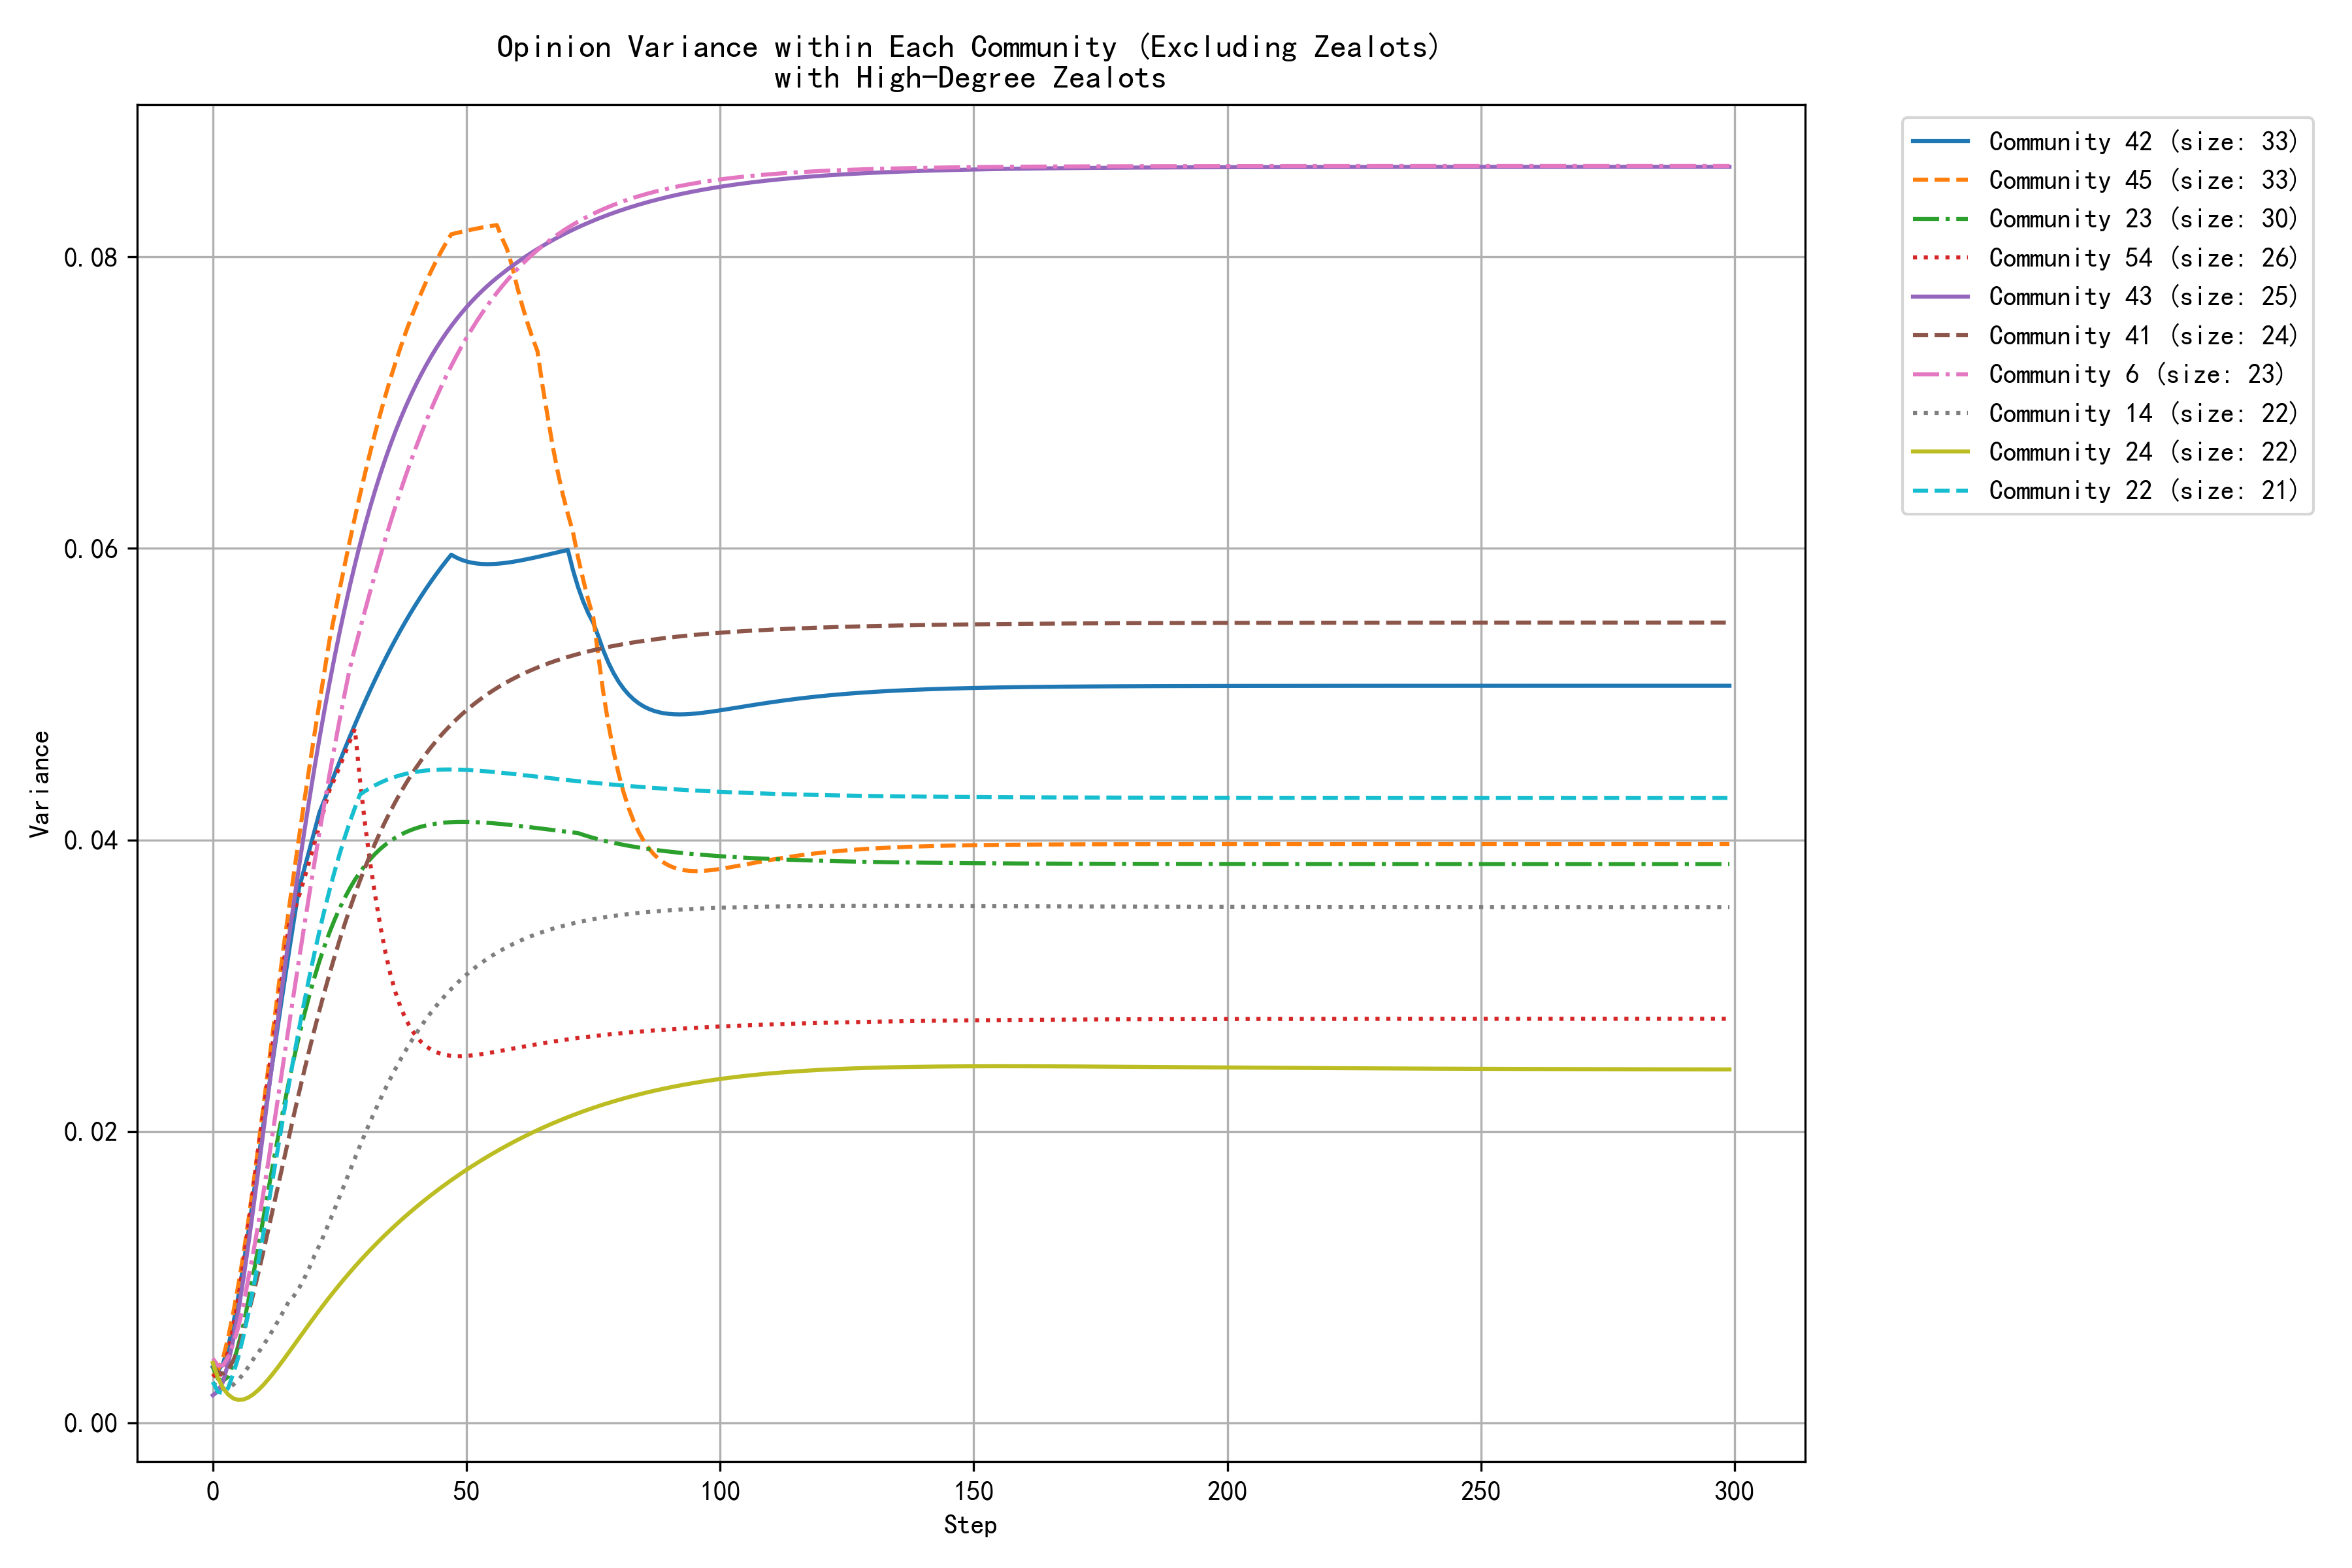 Opinion Variance within Each Community (Excluding Zealots)
with High-Degree Zealots
Variance
0.08
0.06
0.04
0.02
0.00
0
50
100
150
200
250
300
Step
Community 42 (size: 33)
Community 45 (size: 33)
Community 23 (size: 30)
Community 54 (size: 26)
Community 43 (size: 25)
Community 41 (size: 24)
Community 6 (size: 23)
Community 14 (size: 22)
Community 24 (size: 22)
Community 22 (size: 21)